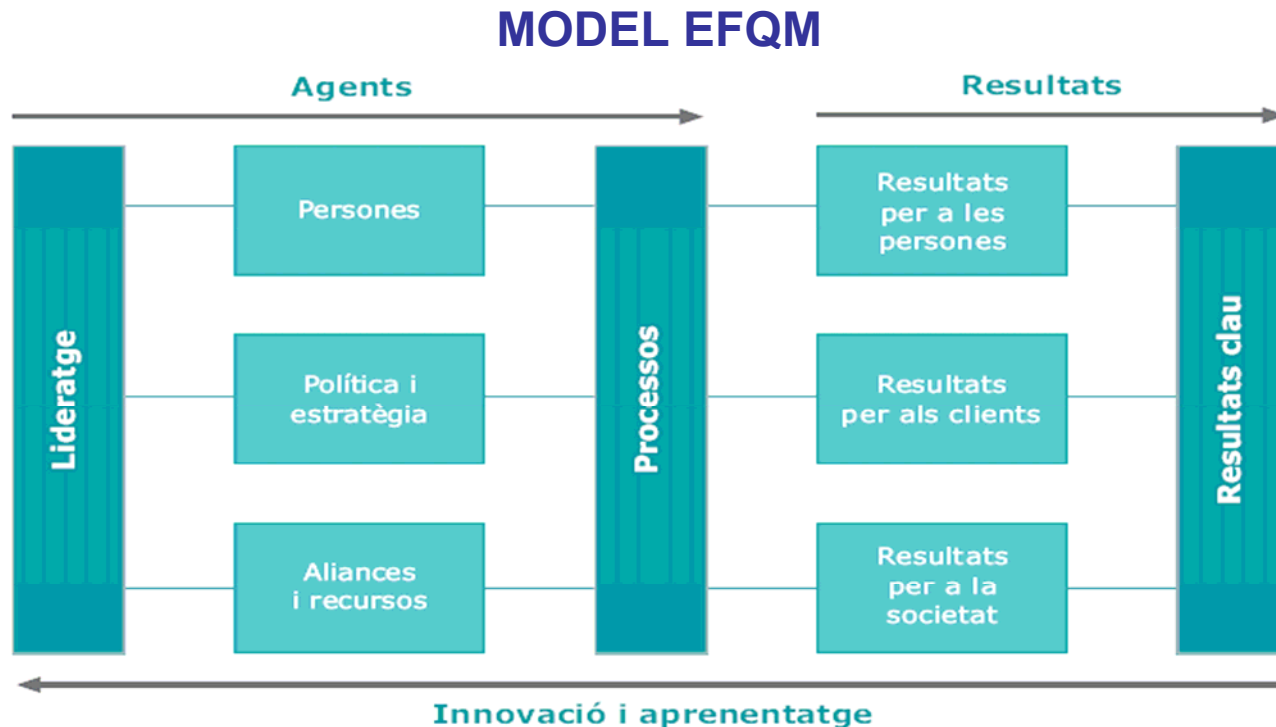 MODEL EFQM
Agents
Resultats
Lideratge
Persones
Política i
estratègia
Aliances
i recursos
Processos
Resultats
per a les
persones
Resultats
per als clients
Resultats
per a la
societat
Resultats clau
Innovació i aprenentatge